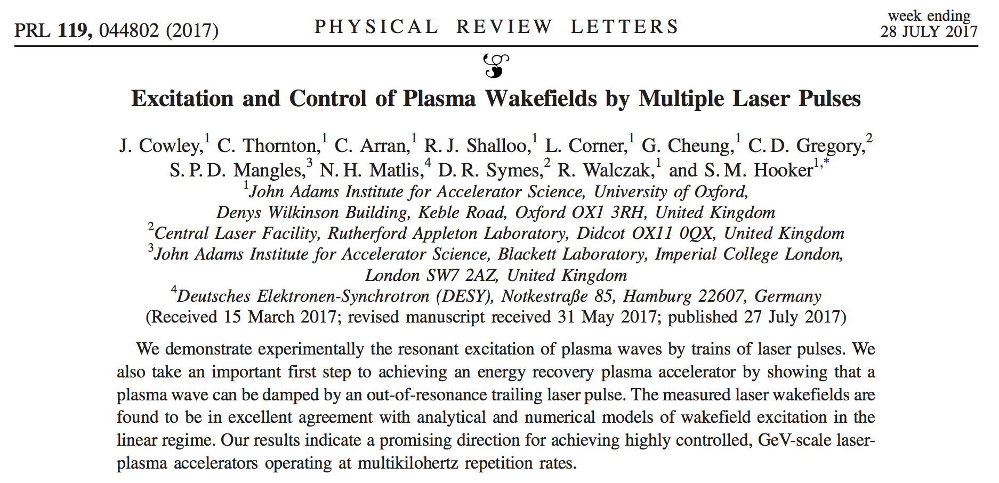 PRL 119, 044802 (2017)
PHYSICAL REVIEW LETTERS
week ending
28 JULY 2017
Excitation and Control of Plasma Wakefields by Multiple Laser Pulses
J. Cowley,1 C. Thornton,1 C. Arran,1 R. J. Shalloo,1 L. Corner,1 G. Cheung,1 C. D. Gregory,2
S. P. D. Mangles,3 N. H. Matlis,4 D. R. Symes,2 R. Walczak,1 and S. M. Hooker1,*
1John Adams Institute for Accelerator Science, University of Oxford,
Denys Wilkinson Building, Keble Road, Oxford OX1 3RH, United Kingdom
2Central Laser Facility, Rutherford Appleton Laboratory, Didcot OX11 0QX, United Kingdom
3John Adams Institute for Accelerator Science, Blackett Laboratory, Imperial College London,
London SW7 2AZ, United Kingdom
4Deutsches Elektronen-Synchrotron (DESY), Notkestraße 85, Hamburg 22607, Germany
(Received 15 March 2017; revised manuscript received 31 May 2017; published 27 July 2017)
We demonstrate experimentally the resonant excitation of plasma waves by trains of laser pulses. We
also take an important first step to achieving an energy recovery plasma accelerator by showing that a
plasma wave can be damped by an out-of-resonance trailing laser pulse. The measured laser wakefields are
found to be in excellent agreement with analytical and numerical models of wakefield excitation in the
linear regime. Our results indicate a promising direction for achieving highly controlled, GeV-scale laser-
plasma accelerators operating at multikilohertz repetition rates.